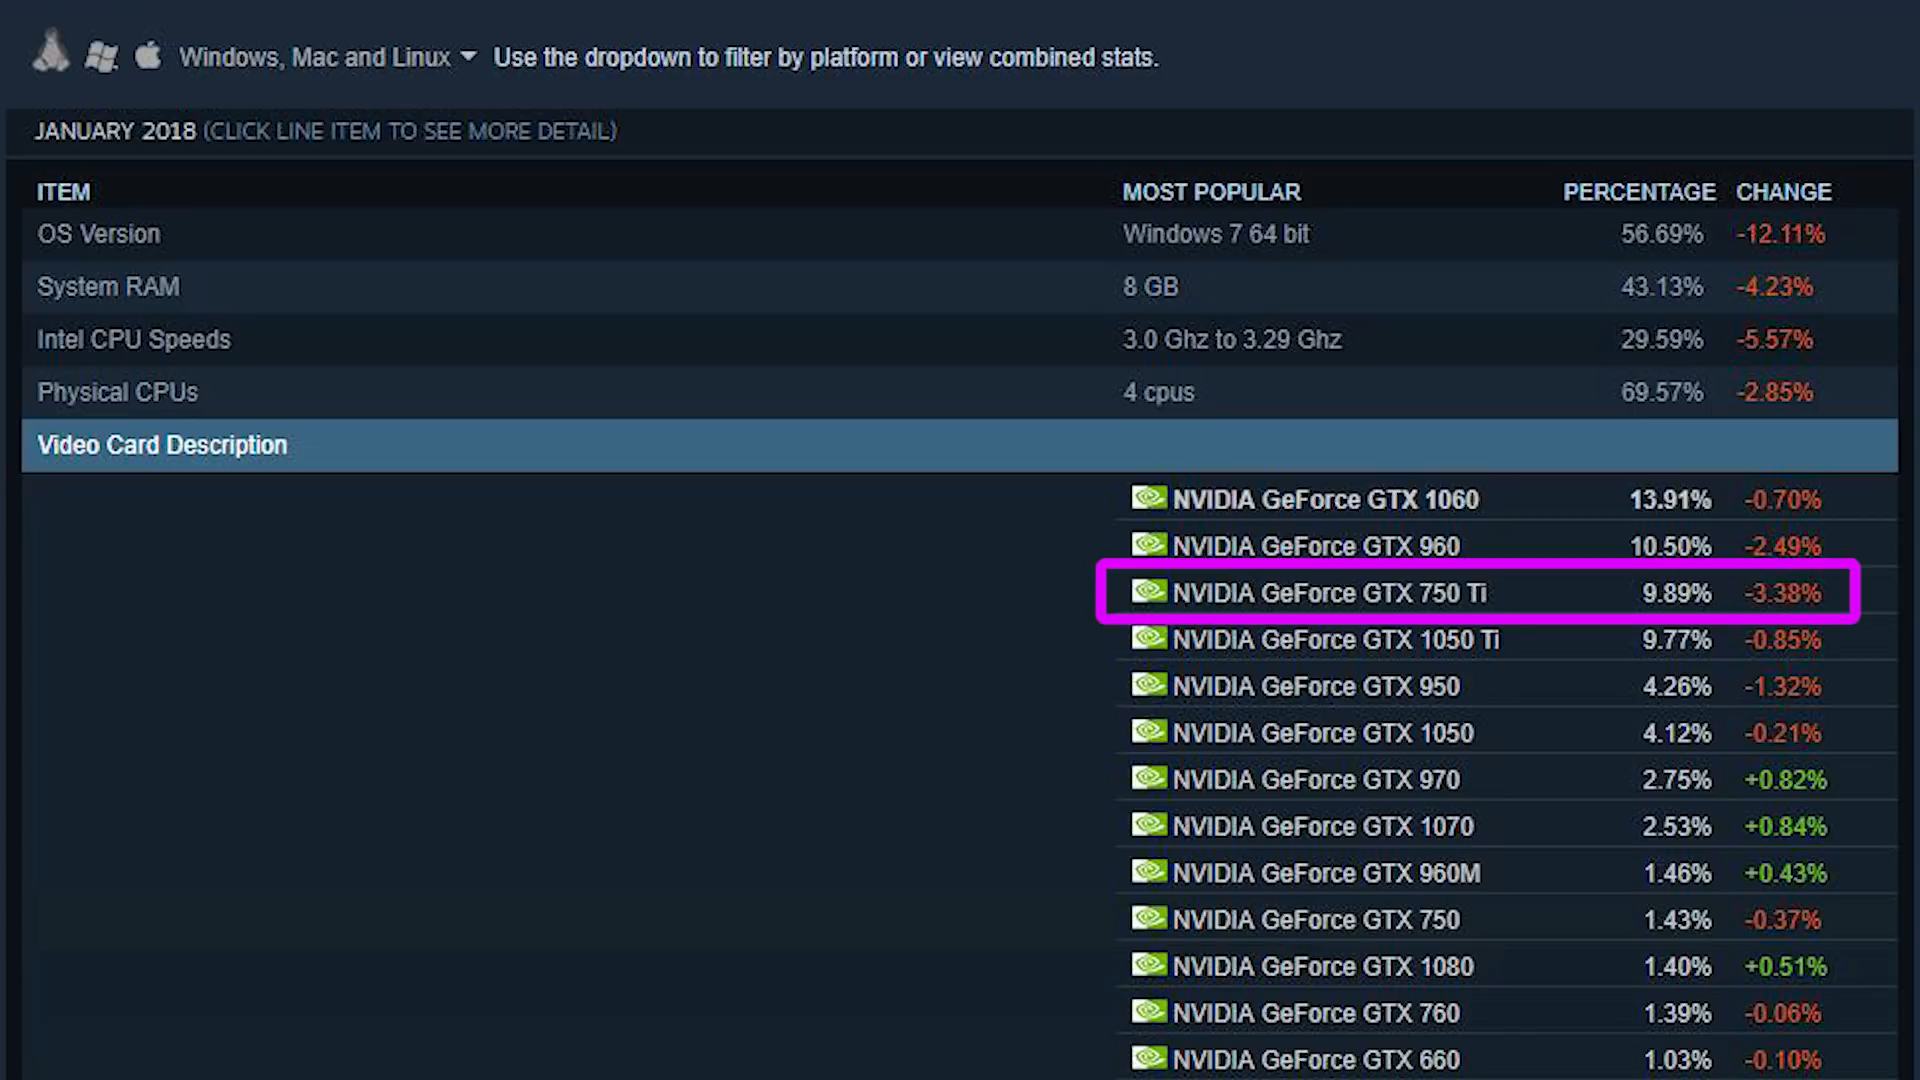 Windows, Mac and Linux Use the dropdown to filter by platform or view combined stats.
JANUARY 2018 (CLICK LINE ITEM TO SEE MORE DETAIL)
ITEM MOST POPULAR PERCENTAGE CHANGE
OS Version Windows 7 64 bit 56.69% -12.11%
System RAM 8 GB 43.13% -4.23%
Intel CPU Speeds 3.0 Ghz to 3.29 Ghz 29.59% -5.57%
Physical CPUs 4 cpus 69.57% -2.85%
Video Card Description
NVIDIA GeForce GTX 1060 13.91% -0.70%
NVIDIA GeForce GTX 960 10.50% -2.49%
NVIDIA GeForce GTX 750 Ti 9.89% -3.38%
NVIDIA GeForce GTX 1050 Ti 9.77% -0.85%
NVIDIA GeForce GTX 950 4.26% -1.32%
NVIDIA GeForce GTX 1050 4.12% -0.21%
NVIDIA GeForce GTX 970 2.75% +0.82%
NVIDIA GeForce GTX 1070 2.53% +0.84%
NVIDIA GeForce GTX 960M 1.46% +0.43%
NVIDIA GeForce GTX 750 1.43% -0.37%
NVIDIA GeForce GTX 1080 1.40% +0.51%
NVIDIA GeForce GTX 760 1.39% -0.06%
NVIDIA GeForce GTX 660 1.03% -0.10%